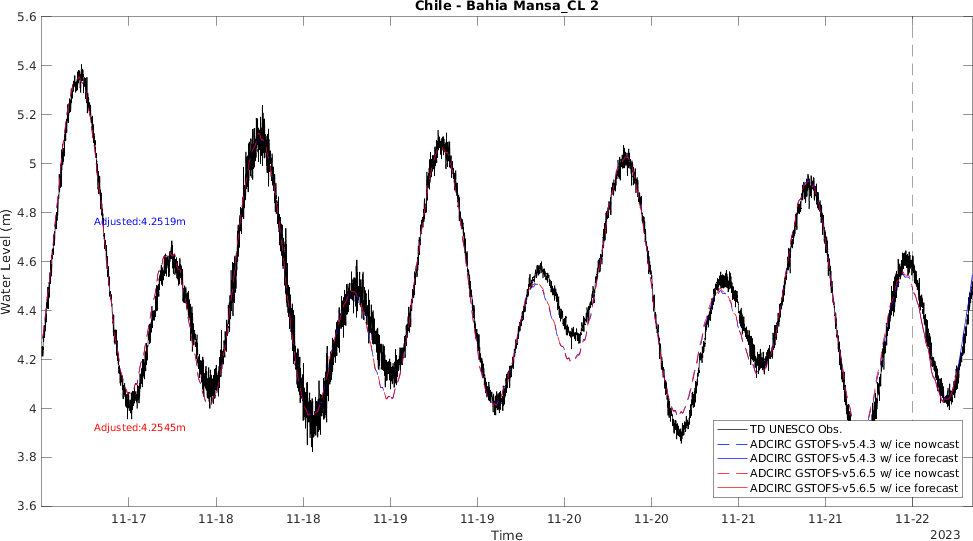 Chile - Bahia Mansa_CL 2
5.6
5.4
5.2
5
4.8
4.6
4.4
4.2
4
3.8
3.6
Water Level (m)
Adjusted:4.2519m
Adjusted:4.2545m
TD UNESCO Obs.
ADCIRC GSTOFS-v5.4.3 w/ ice nowcast
ADCIRC GSTOFS-v5.4.3 w/ ice forecast
ADCIRC GSTOFS-v5.6.5 w/ ice nowcast
ADCIRC GSTOFS-v5.6.5 w/ ice forecast
11-17 11-18 11-18 11-19 11-19 11-20 11-20 11-21 11-21 11-22
Time
2023